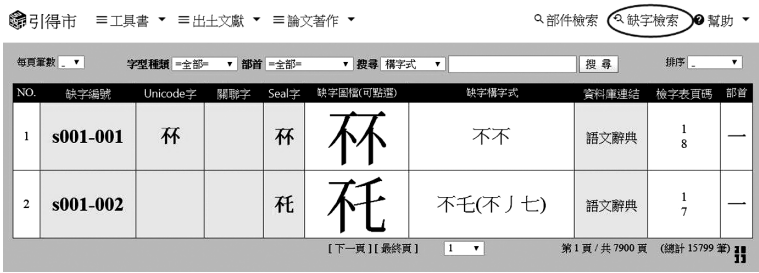 引得市 工具書 出土文獻 論文著作 部件檢索 缺字檢索 幫助
每頁筆數 _ 字型種類 =全部= 部首 =全部= 搜尋 構字式 搜 尋 排序 _
NO. 缺字編號 Unicode字 關聯字 Seal字 缺字圖檔(可點選) 缺字構字式 資料庫連結 檢字表頁碼 部首
1 s001-001 𣎴 不不 語文辭典 1 8 一
2 s001-002 不乇(不丿七) 語文辭典 1 7 一
[下一頁][最終頁] 1 第 1 頁 / 共 7900 頁 (總計 15799 筆)